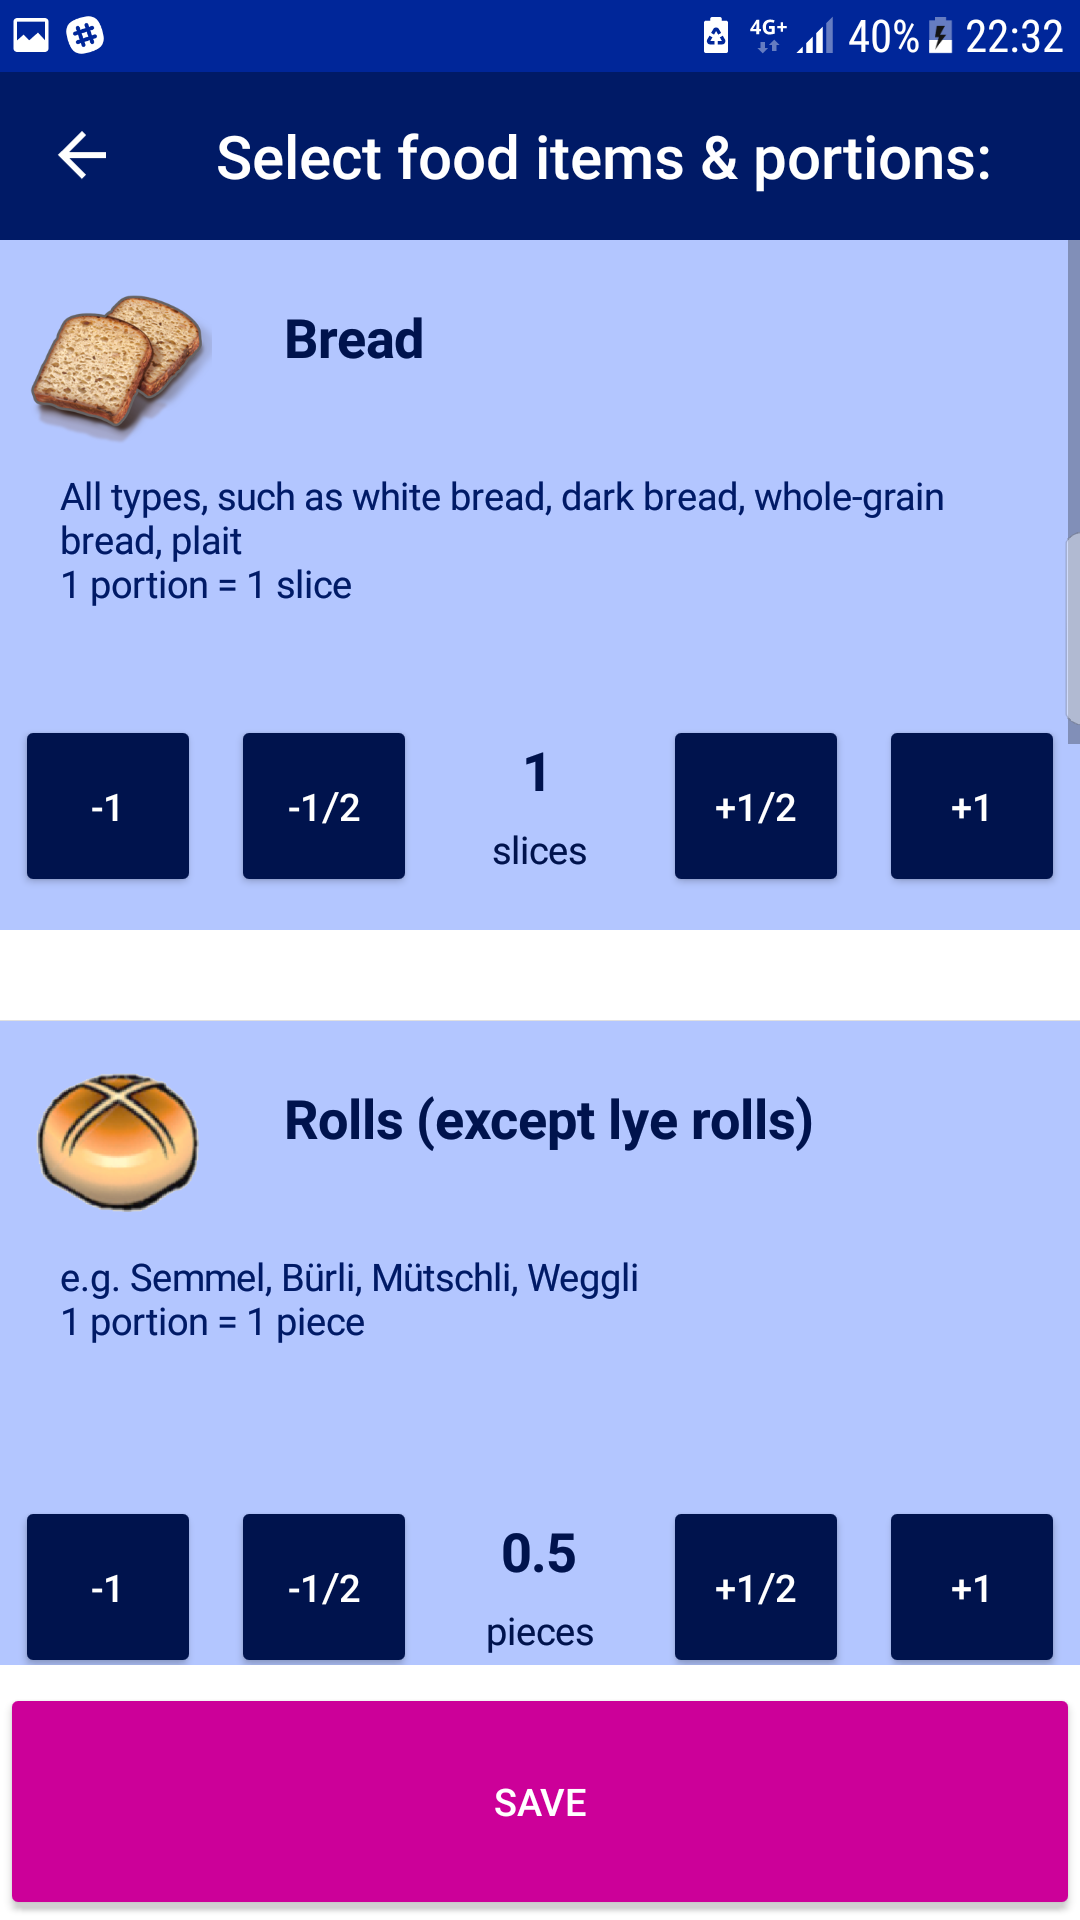 4G+ 40% 22:32
Select food items & portions:
Bread
All types, such as white bread, dark bread, whole-grain
bread, plait
1 portion = 1 slice
-1 -1/2 1 +1/2 +1
slices
Rolls (except lye rolls)
e.g. Semmel, Bürli, Mütschli, Weggli
1 portion = 1 piece
-1 -1/2 0.5 +1/2 +1
pieces
SAVE